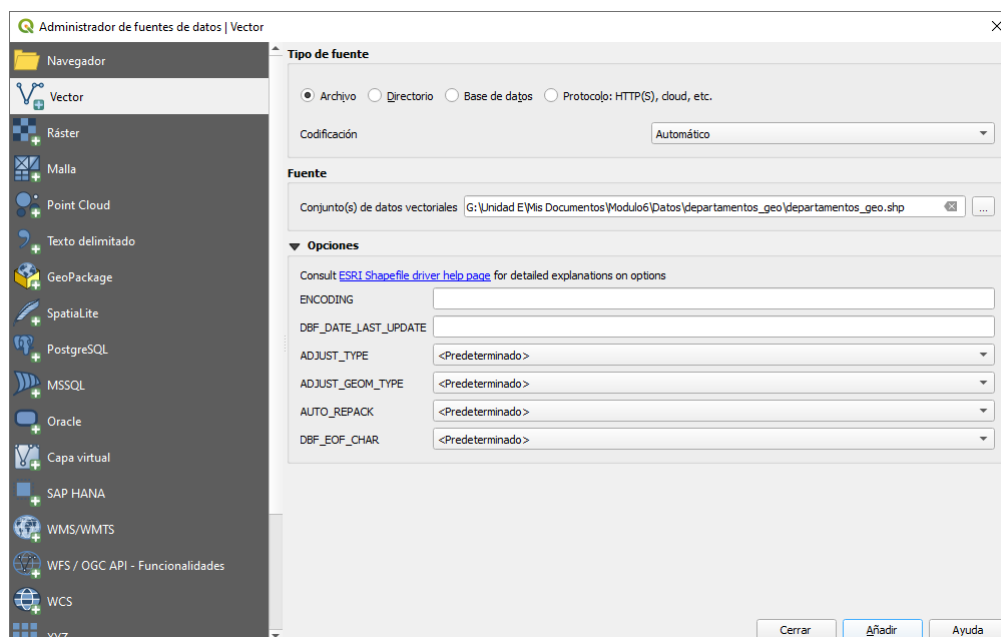 Administrador de fuentes de datos | Vector
Navegador
Vector
Ráster
Malla
Point Cloud
Texto delimitado
GeoPackage
SpatiaLite
PostgreSQL
MSSQL
Oracle
Capa virtual
SAP HANA
WMS/WMTS
WFS / OGC API - Funcionalidades
WCS
XYZ
Tipo de fuente
Archivo Directorio Base de datos Protocolo: HTTP(S), cloud, etc.
Codificación Automático
Fuente
Conjunto(s) de datos vectoriales G:\Unidad E\Mis Documentos\Modulo6\Datos\departamentos_geo\departamentos_geo.shp ...
Opciones
Consult ESRI Shapefile driver help page for detailed explanations on options
ENCODING
DBF_DATE_LAST_UPDATE
ADJUST_TYPE <Predeterminado>
ADJUST_GEOM_TYPE <Predeterminado>
AUTO_REPACK <Predeterminado>
DBF_EOF_CHAR <Predeterminado>
Cerrar Añadir Ayuda